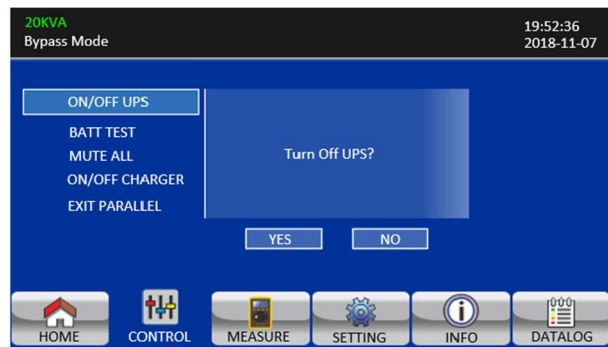 20KVA
Bypass Mode
19:52:36
2018-11-07
ON/OFF UPS
BATT TEST
MUTE ALL
ON/OFF CHARGER
EXIT PARALLEL
Turn Off UPS?
YES NO
HOME CONTROL MEASURE SETTING INFO DATALOG